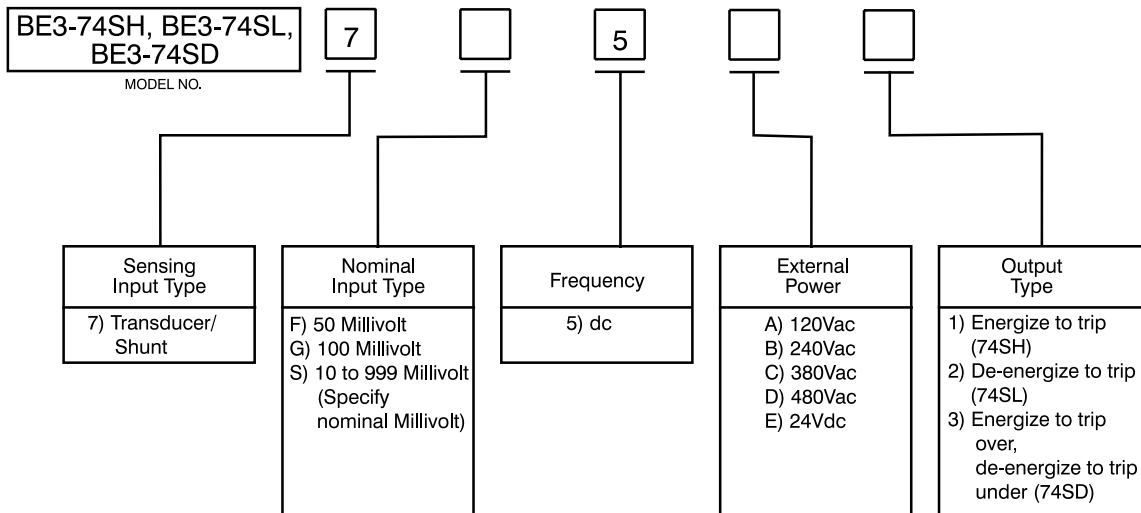 BE3-74SH, BE3-74SL,
BE3-74SD
7
5
MODEL NO.
Sensing
Input Type
7) Transducer/
Shunt
Nominal
Input Type
F) 50 Millivolt
G) 100 Millivolt
S) 10 to 999 Millivolt
(Specify
nominal Millivolt)
Frequency
5) dc
External
Power
A) 120Vac
B) 240Vac
C) 380Vac
D) 480Vac
E) 24Vdc
Output
Type
1) Energize to trip
(74SH)
2) De-energize to trip
(74SL)
3) Energize to trip
over,
de-energize to trip
under (74SD)